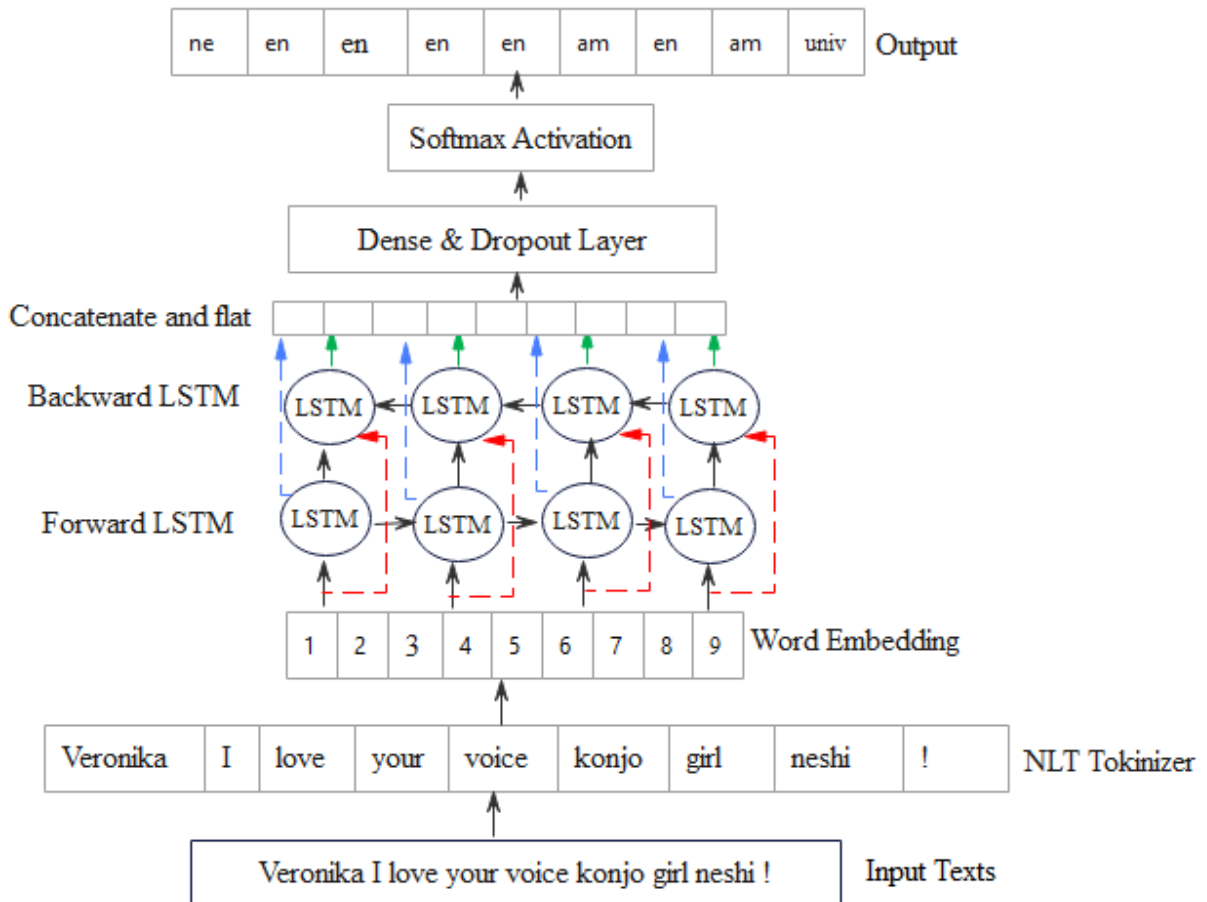 ne en en en en am en am univ Output
Softmax Activation
Dense & Dropout Layer
Concatenate and flat
LSTM LSTM LSTM LSTM
Backward LSTM
LSTM LSTM LSTM LSTM
Forward LSTM
1 2 3 4 5 6 7 8 9 Word Embedding
Veronika I love your voice konjo girl neshi ! NLT Tokinizer
Veronika I love your voice konjo girl neshi ! Input Texts